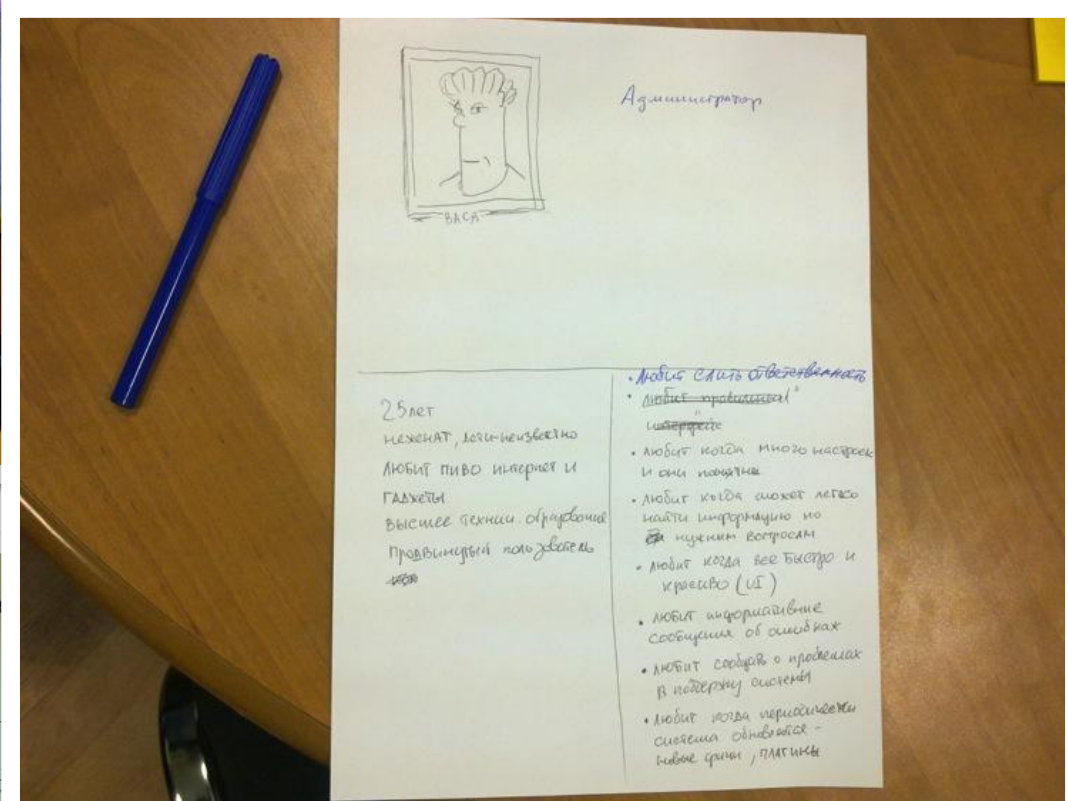 Администратор
ВАСЯ
25 лет
неженат, дети-неизвестно
любит пиво интернет и
гаджеты
высшее технич. образование
продвинутый пользователь
• Любит слить ответственность
• любит правильный "
" интерфейс
• любит когда много настроек
и они понятны
• любит когда может легко
найти информацию по
нужным вопросам
• любит когда все быстро и
красиво (UI)
• любит информативние
сообщения об ошибках
• любит сообщать о проблемах
в поддержку системы
• любит когда периодически
система обновляется -
новые фичи, плагины